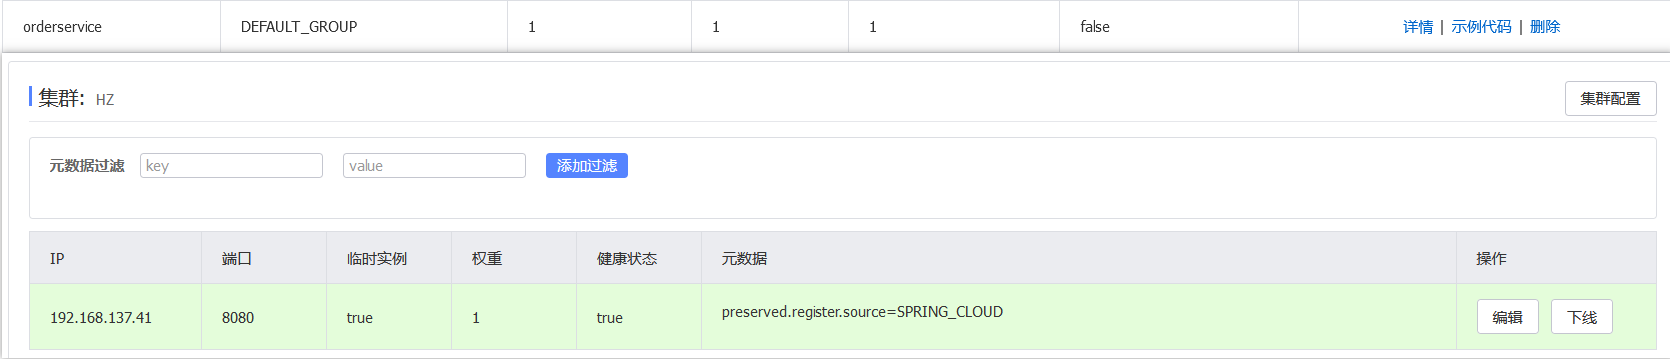 orderservice DEFAULT_GROUP 1 1 1 false 详情 | 示例代码 | 删除
集群: HZ 集群配置
元数据过滤 key value 添加过滤
IP 端口 临时实例 权重 健康状态 元数据 操作
192.168.137.41 8080 true 1 true preserved.register.source=SPRING_CLOUD 编辑 下线